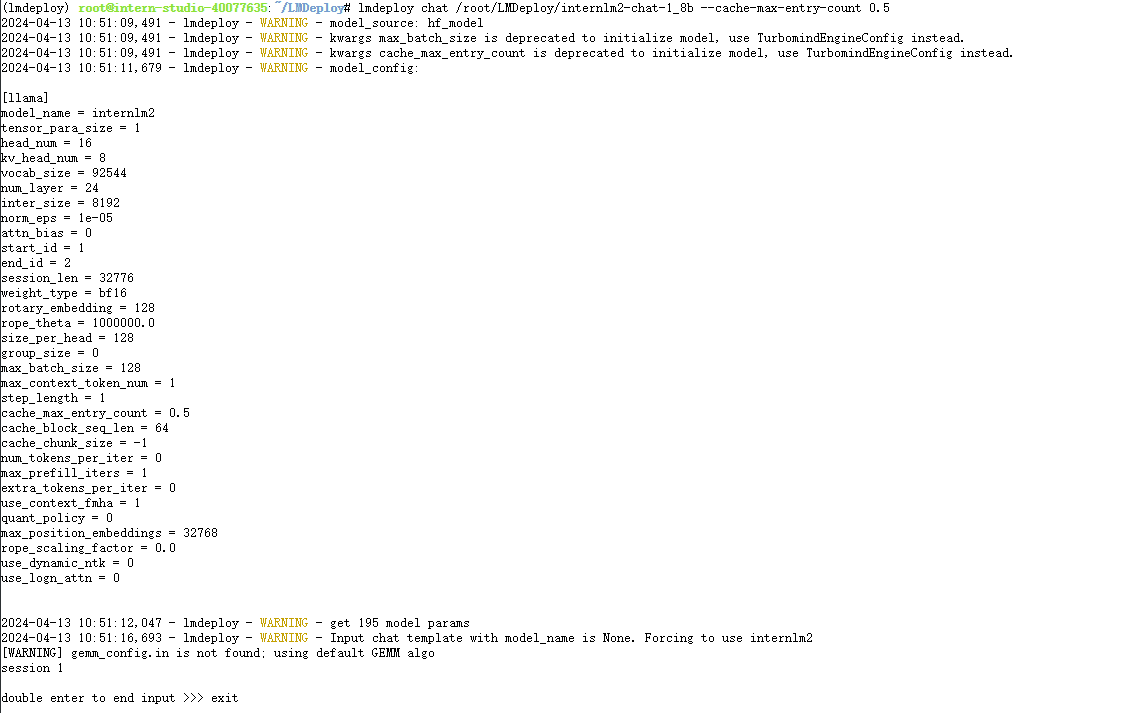 (lmdeploy) root@intern-studio-40077635:~/LMDeploy# lmdeploy chat /root/LMDeploy/internlm2-chat-1_8b --cache-max-entry-count 0.5
2024-04-13 10:51:09,491 - lmdeploy - WARNING - model_source: hf_model
2024-04-13 10:51:09,491 - lmdeploy - WARNING - kwargs max_batch_size is deprecated to initialize model, use TurbomindEngineConfig instead.
2024-04-13 10:51:09,491 - lmdeploy - WARNING - kwargs cache_max_entry_count is deprecated to initialize model, use TurbomindEngineConfig instead.
2024-04-13 10:51:11,679 - lmdeploy - WARNING - model_config:
[llama]
model_name = internlm2
tensor_para_size = 1
head_num = 16
kv_head_num = 8
vocab_size = 92544
num_layer = 24
inter_size = 8192
norm_eps = 1e-05
attn_bias = 0
start_id = 1
end_id = 2
session_len = 32776
weight_type = bf16
rotary_embedding = 128
rope_theta = 1000000.0
size_per_head = 128
group_size = 0
max_batch_size = 128
max_context_token_num = 1
step_length = 1
cache_max_entry_count = 0.5
cache_block_seq_len = 64
cache_chunk_size = -1
num_tokens_per_iter = 0
max_prefill_iters = 1
extra_tokens_per_iter = 0
use_context_fmha = 1
quant_policy = 0
max_position_embeddings = 32768
rope_scaling_factor = 0.0
use_dynamic_ntk = 0
use_logn_attn = 0
2024-04-13 10:51:12,047 - lmdeploy - WARNING - get 195 model params
2024-04-13 10:51:16,693 - lmdeploy - WARNING - Input chat template with model_name is None. Forcing to use internlm2
[WARNING] gemm_config.in is not found; using default GEMM algo
session 1
double enter to end input >>> exit